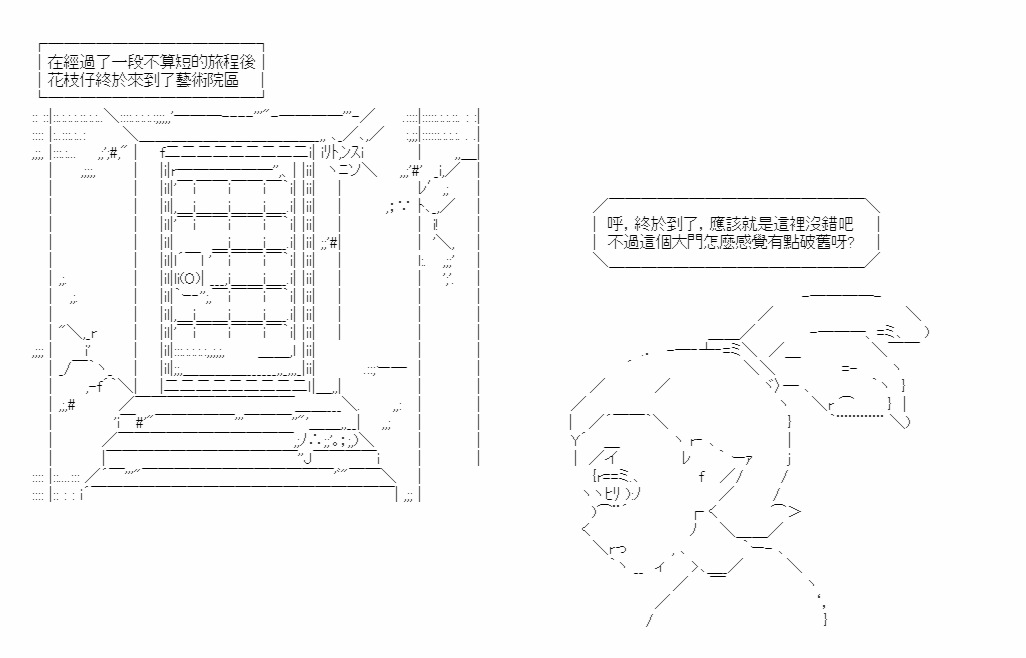 在經過了一段不算短的旅程後
花枝仔終於來到了藝術院區
呼，終於到了，應該就是這裡沒錯吧
不過這個大門怎麼感覺有點破舊呀?